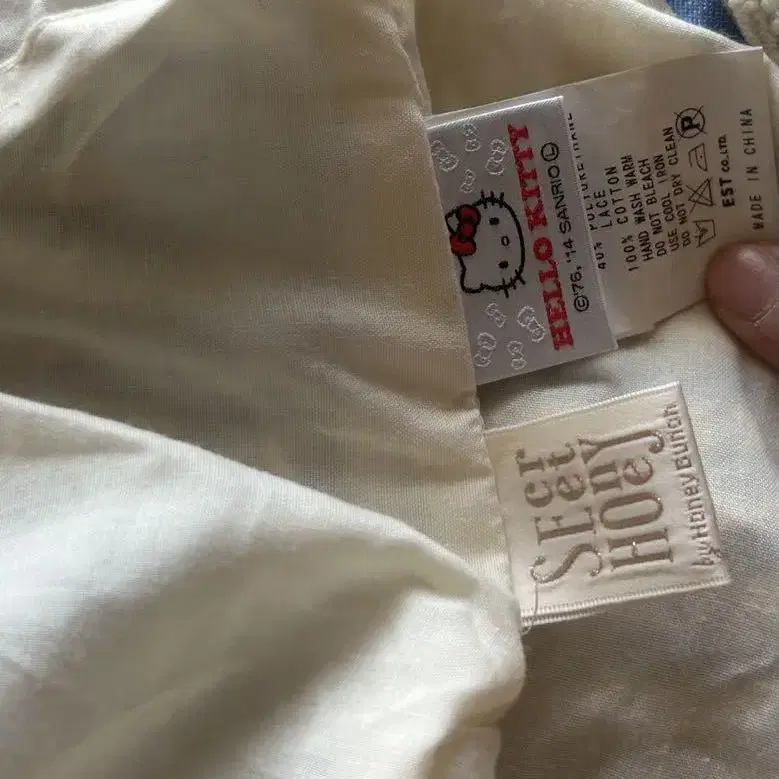 HELLO KITTY
©'76, '14 SANRIO Ⓛ
LACE
100% COTTON
HAND WASH WARM
DO NOT BLEACH
USE COOL IRON
DO NOT DRY CLEAN
P
EST co.LTD.
MADE IN CHINA
SEcret
HOney
by Honey Bunch.